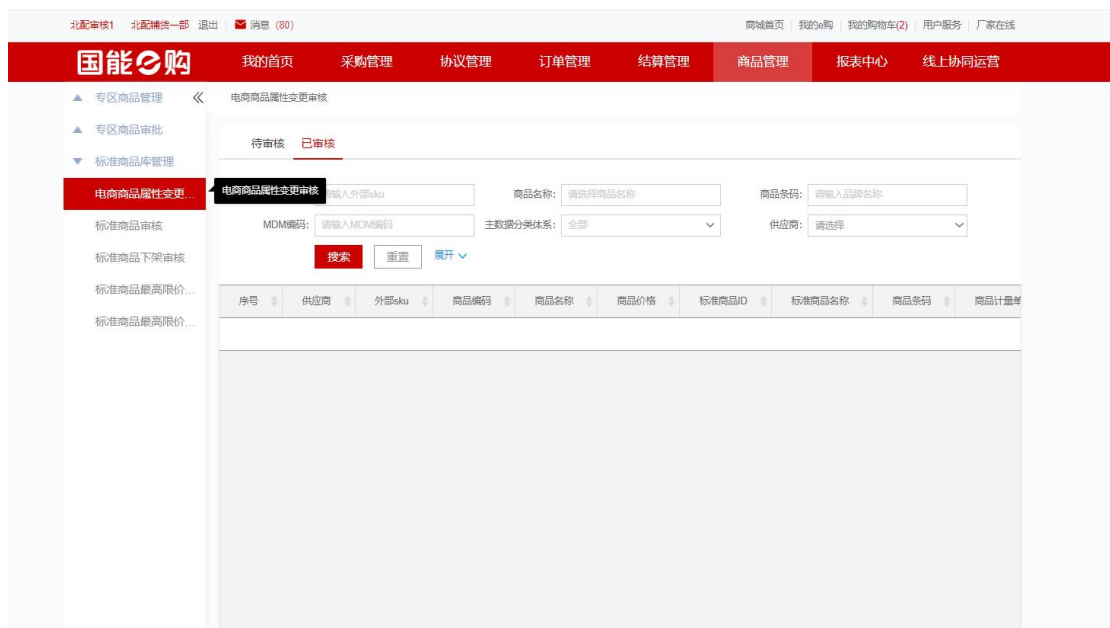 北配审核1 北配铺货一部 退出 消息（80） 商城首页 我的e购 我的购物车(2) 用户服务 厂家在线
国能e购 我的首页 采购管理 协议管理 订单管理 结算管理 商品管理 报表中心 线上协同运营
专区商品管理 电商商品属性变更审核
专区商品审批
待审核 已审核
标准商品库管理
电商商品属性变更... 电商商品属性变更审核 请输入外部sku 商品名称: 请选择商品名称 商品条码: 请输入品牌名称
标准商品审核 MDM编码: 请输入MDM编码 主数据分类体系: 全部 供应商: 请选择
标准商品下架审核 搜索 重置 展开
标准商品最高限价...
序号 供应商 外部sku 商品编码 商品名称 商品价格 标准商品ID 标准商品名称 商品条码 商品计量单
标准商品最高限价...